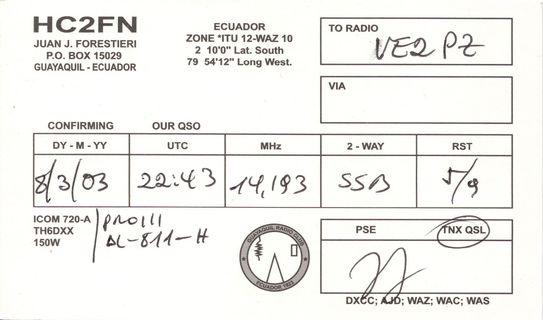 HC2FN
JUAN J. FORESTIERI
P.O. BOX 15029
GUAYAQUIL - ECUADOR
ECUADOR
ZONE *ITU 12-WAZ 10
2 10'0" Lat. South
79 54'12" Long West.
TO RADIO
VE2PZ
VIA
CONFIRMING OUR QSO
DY - M - YY UTC MHz 2 - WAY RST
8/3/03 22:43 14,193 SSB 5/9
ICOM 720-A / PROIII
TH6DXX AL-811-H
150W
GUAYAQUIL RADIO CLUB
ECUADOR 1923
PSE TNX QSL
DXCC; AJD; WAZ; WAC; WAS